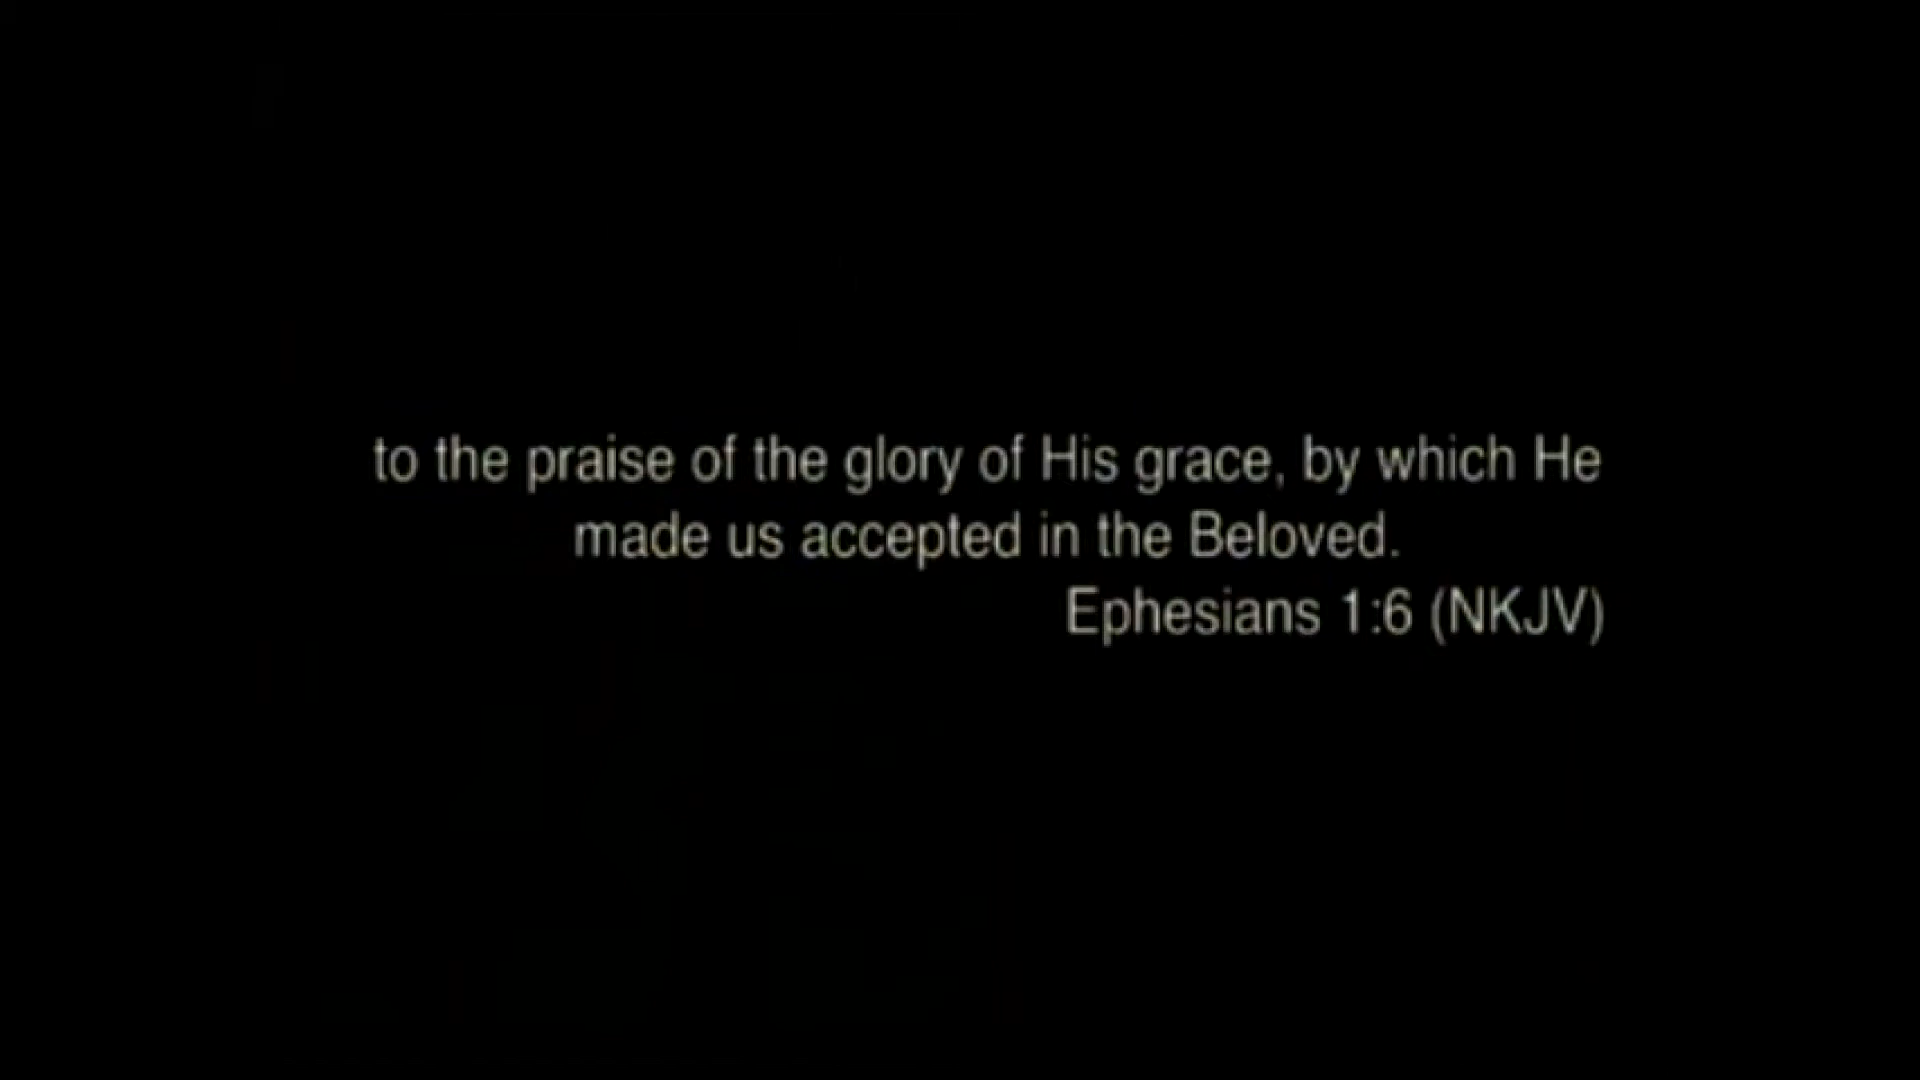 to the praise of the glory of His grace, by which He
made us accepted in the Beloved.
Ephesians 1:6 (NKJV)